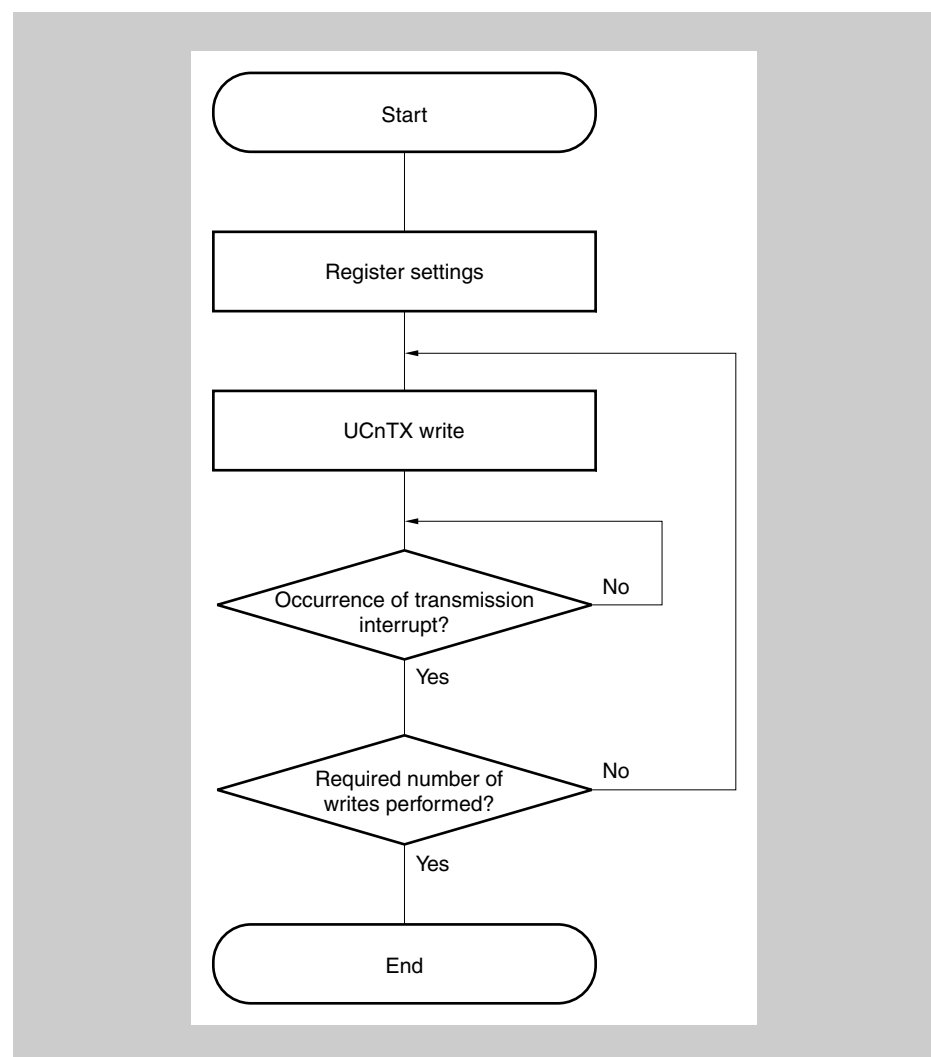 Start
Register settings
UCnTX write
Occurrence of transmission
interrupt?
No
Yes
Required number of
writes performed?
No
Yes
End